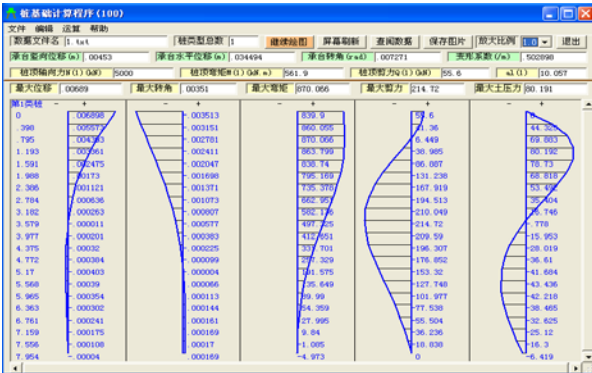 桩基础计算程序(100)
文件 编辑 运算 帮助
数据文件名 1.txt 桩类型总数 1 继续绘图 屏幕刷新 查阅数据 保存图片 放大比例 退出
承台竖向位移(m) .00453 承台水平位移(m) .034494 承台转角(rad) .007271 变形系数(/m) .502898
桩顶轴向力N(1)(kN) 5000 桩顶弯矩M(1)(kN.m) 561.9 桩顶剪力Q(1)(kN) 55.6 al(1) 10.057
最大位移 .00689 最大转角 .00351 最大弯矩 870.066 最大剪力 214.72 最大土压力 80.191
第1类桩 - + - + - + - + - +
0 .006898 -.003513 839.9 55.6 0
.398 .005573 -.003151 860.055 41.36 44.325
.795 .004383 -.002781 870.066 6.449 69.883
1.193 .003361 -.002411 863.799 -38.985 80.192
1.591 .002475 -.002047 838.74 -86.887 78.73
1.988 .00173 -.001698 795.169 -131.238 68.818
2.386 .001121 -.001371 735.378 -167.919 53.492
2.784 .000636 -.001073 662.951 -194.513 35.404
3.182 .000263 -.000807 582.176 -210.049 16.746
3.579 -.000011 -.000577 497.325 -214.72 -.778
3.977 -.000201 -.000383 412.651 -209.59 -15.953
4.375 -.00032 -.000225 331.701 -196.307 -28.019
4.772 -.000384 -.000099 257.329 -176.852 -36.61
5.17 -.000403 -.000004 191.575 -153.32 -41.684
5.568 -.00039 .000066 135.649 -127.748 -43.436
5.965 -.000354 .000113 89.99 -101.977 -42.218
6.363 -.000302 .000144 54.359 -77.538 -38.465
6.761 -.000241 .000161 27.995 -55.504 -32.625
7.159 -.000175 .000169 9.84 -36.236 -25.12
7.556 -.000108 .00017 -1.085 -18.838 -16.3
7.954 -.00004 .000169 -4.973 0 -6.419